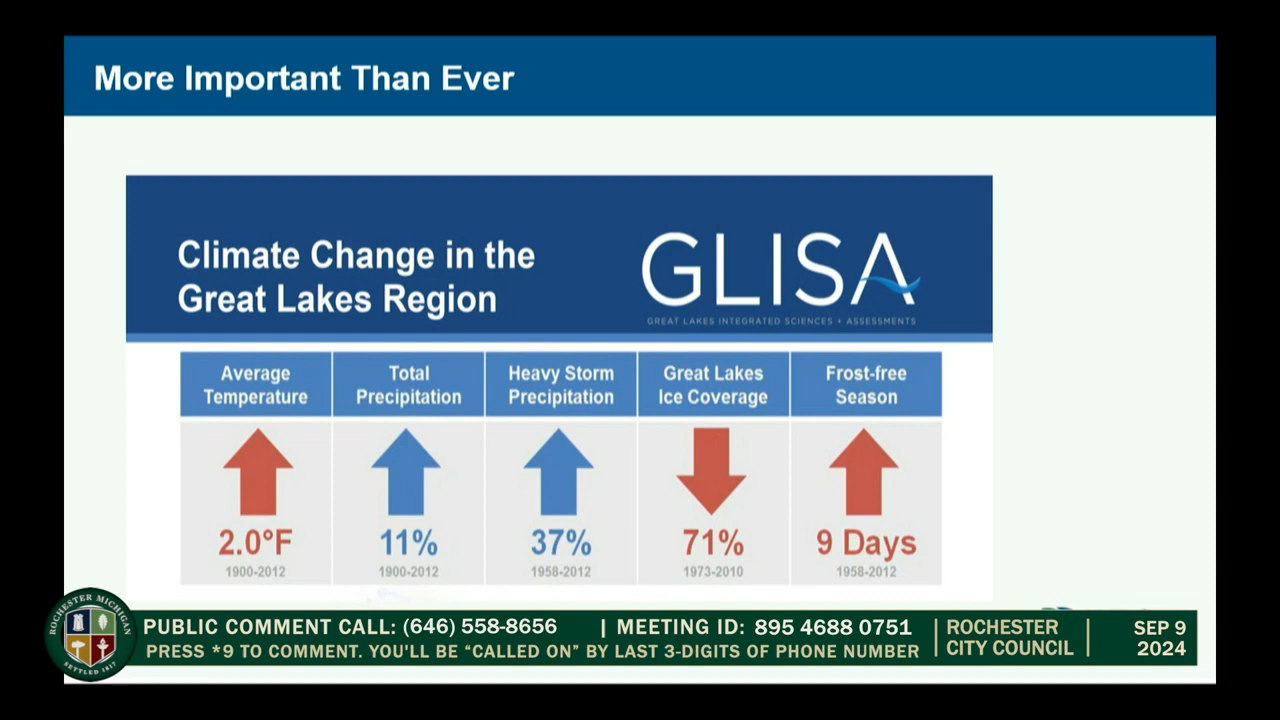 More Important Than Ever
Climate Change in the
Great Lakes Region
GLISA
GREAT LAKES INTEGRATED SCIENCES + ASSESSMENTS
Average
Temperature
Total
Precipitation
Heavy Storm
Precipitation
Great Lakes
Ice Coverage
Frost-free
Season
2.0°F
11%
37%
71%
9 Days
1900-2012
1900-2012
1958-2012
1973-2010
1958-2012
ROCHESTER MICHIGAN
SETTLED 1817
PUBLIC COMMENT CALL: (646) 558-8656 | MEETING ID: 895 4688 0751
PRESS *9 TO COMMENT. YOU'LL BE “CALLED ON” BY LAST 3-DIGITS OF PHONE NUMBER
ROCHESTER
CITY COUNCIL
SEP 9
2024